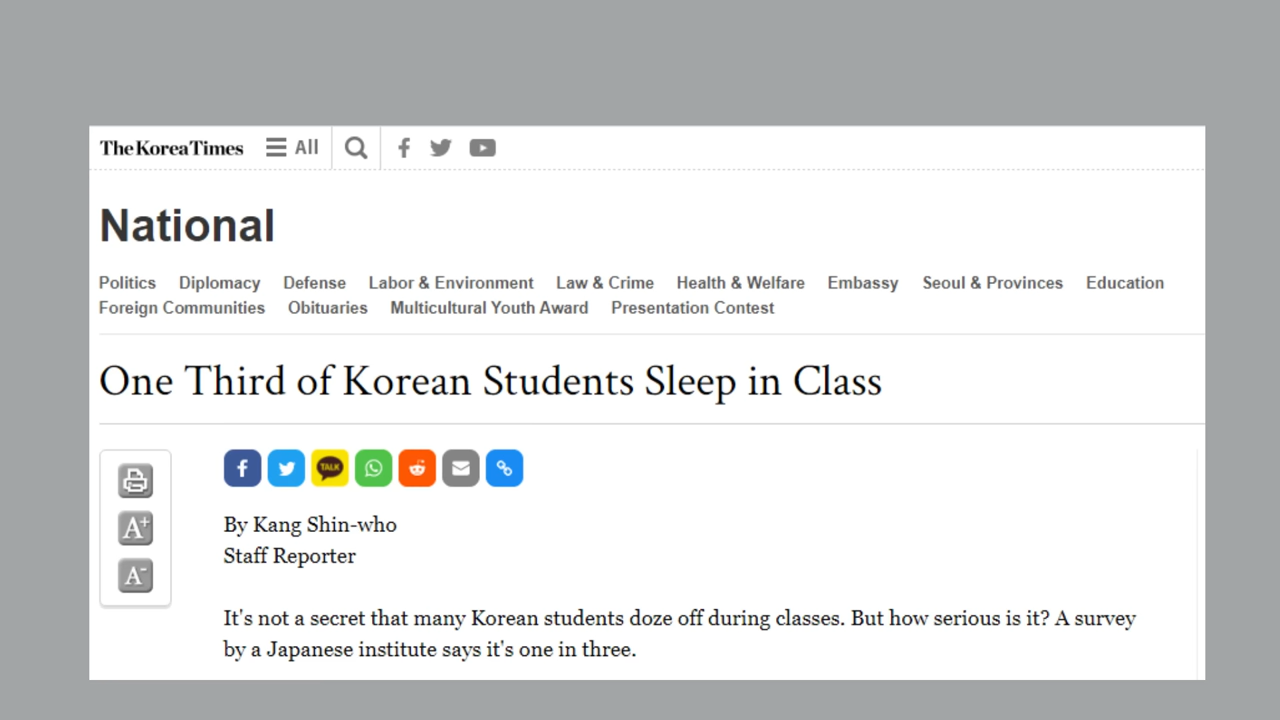 The Korea Times All
National
Politics Diplomacy Defense Labor & Environment Law & Crime Health & Welfare Embassy Seoul & Provinces Education
Foreign Communities Obituaries Multicultural Youth Award Presentation Contest
One Third of Korean Students Sleep in Class
TALK
A+
A-
By Kang Shin-who
Staff Reporter
It's not a secret that many Korean students doze off during classes. But how serious is it? A survey
by a Japanese institute says it's one in three.